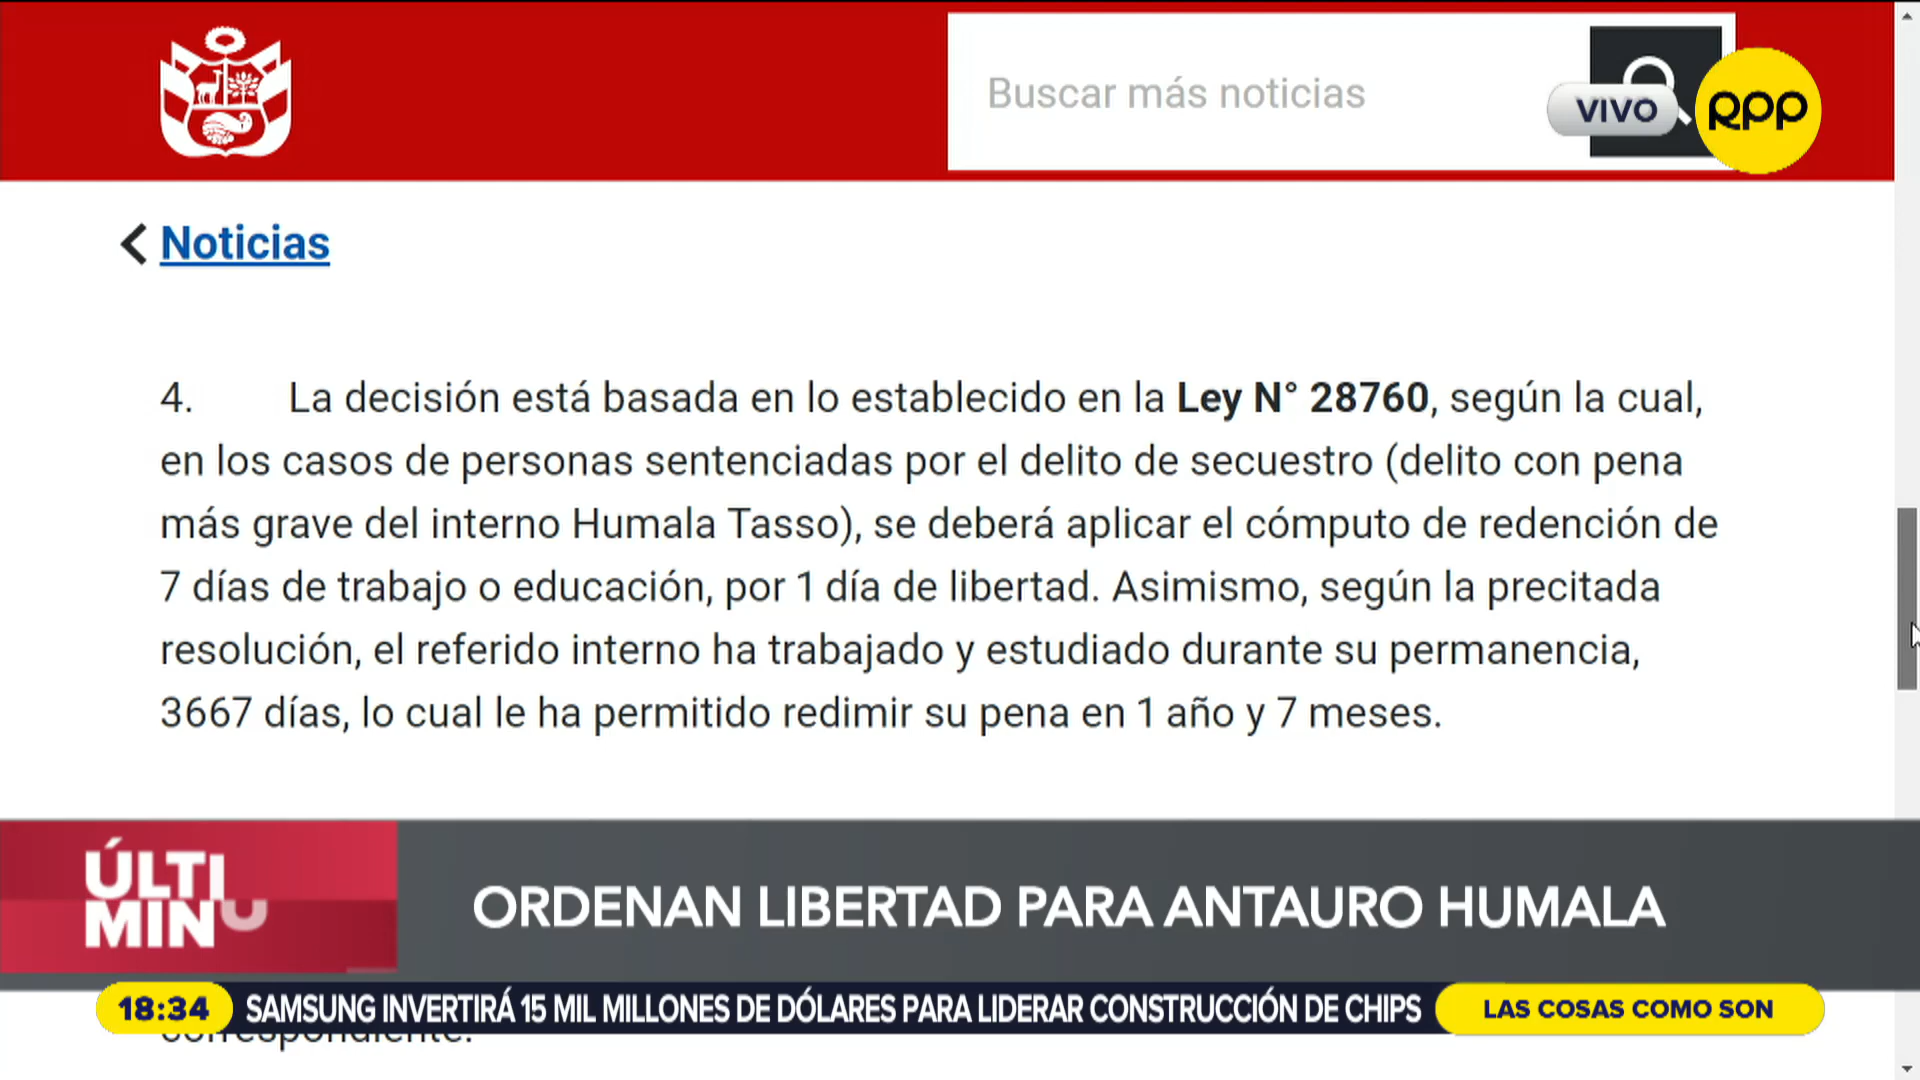 Buscar más noticias
VIVO
rpp
Noticias
4. La decisión está basada en lo establecido en la Ley N° 28760, según la cual,
en los casos de personas sentenciadas por el delito de secuestro (delito con pena
más grave del interno Humala Tasso), se deberá aplicar el cómputo de redención de
7 días de trabajo o educación, por 1 día de libertad. Asimismo, según la precitada
resolución, el referido interno ha trabajado y estudiado durante su permanencia,
3667 días, lo cual le ha permitido redimir su pena en 1 año y 7 meses.
ÚLTI
MINU
ORDENAN LIBERTAD PARA ANTAURO HUMALA
18:34 SAMSUNG INVERTIRÁ 15 MIL MILLONES DE DÓLARES PARA LIDERAR CONSTRUCCIÓN DE CHIPS LAS COSAS COMO SON
correspondiente.